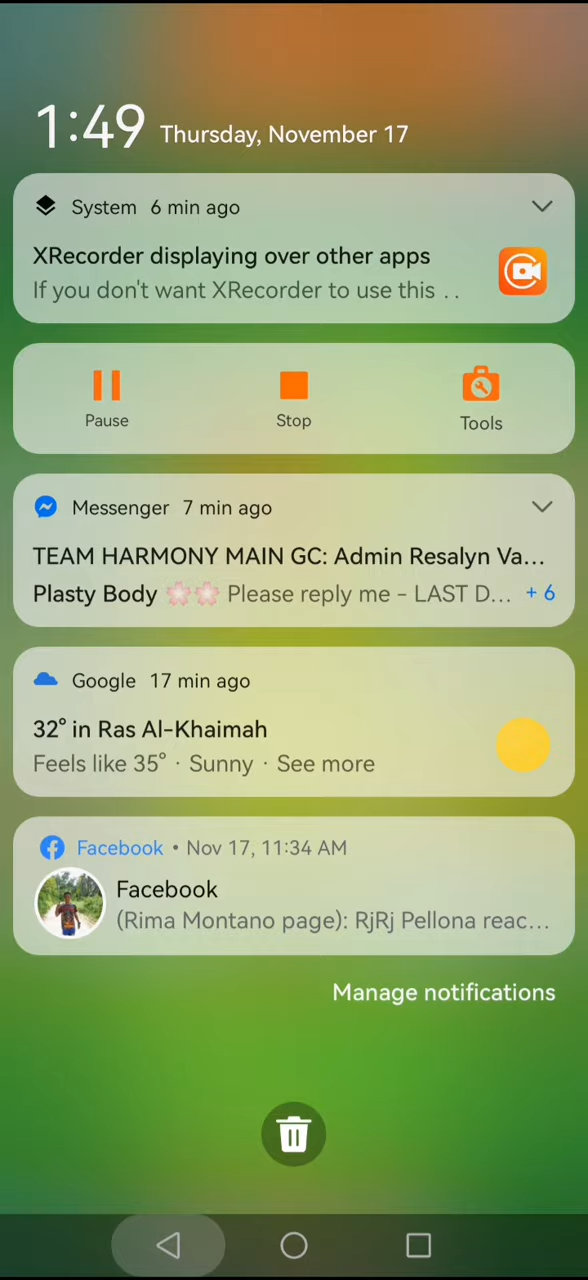 1:49 Thursday, November 17
System 6 min ago
XRecorder displaying over other apps
If you don't want XRecorder to use this . .
Pause Stop Tools
Messenger 7 min ago
TEAM HARMONY MAIN GC: Admin Resalyn Va...
Plasty Body 🌸🌸 Please reply me - LAST D... + 6
Google 17 min ago
32° in Ras Al-Khaimah
Feels like 35° · Sunny · See more
Facebook • Nov 17, 11:34 AM
Facebook
(Rima Montano page): RjRj Pellona reac...
Manage notifications